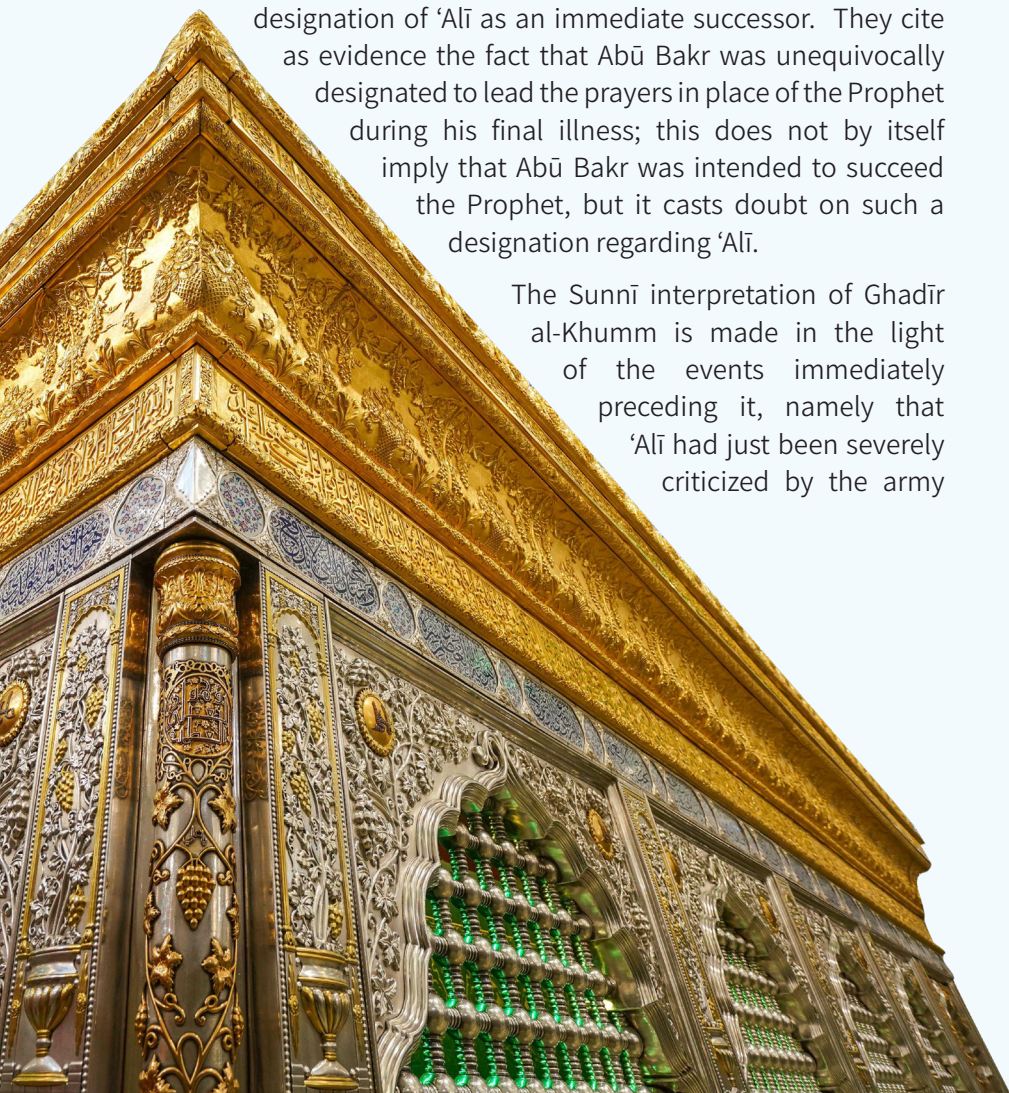 designation of ‘Alī as an immediate successor. They cite
as evidence the fact that Abū Bakr was unequivocally
designated to lead the prayers in place of the Prophet
during his final illness; this does not by itself
imply that Abū Bakr was intended to succeed
the Prophet, but it casts doubt on such a
designation regarding ‘Alī.
The Sunnī interpretation of Ghadīr
al-Khumm is made in the light
of the events immediately
preceding it, namely that
‘Alī had just been severely
criticized by the army